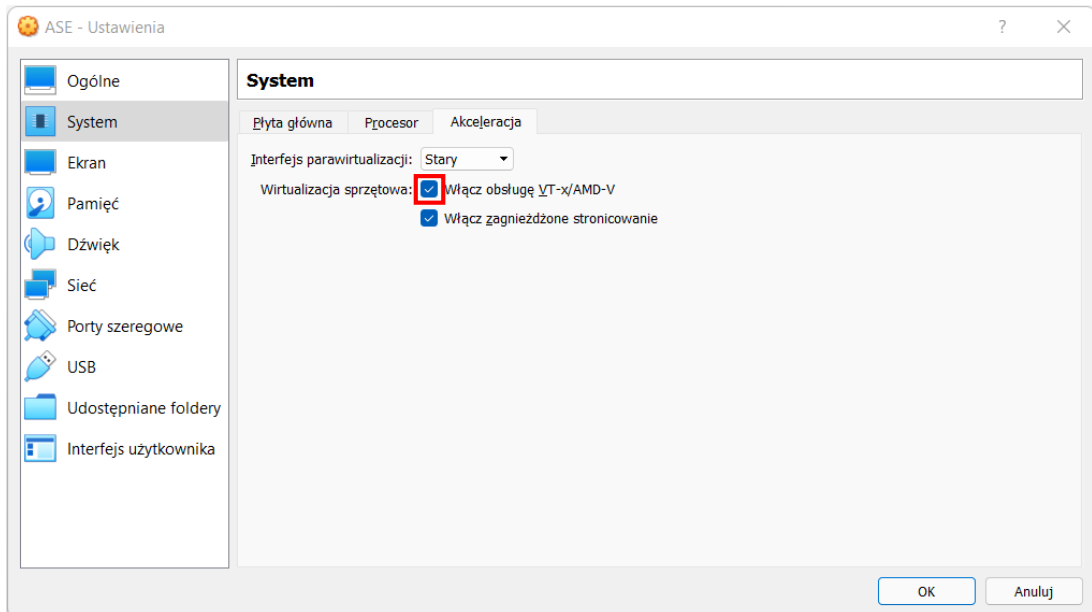 ASE - Ustawienia
?
Ogólne
System
Ekran
Pamięć
Dźwięk
Sieć
Porty szeregowe
USB
Udostępniane foldery
Interfejs użytkownika
System
Płyta główna
Procesor
Akceleracja
Interfejs parawirtualizacji: Stary
Wirtualizacja sprzętowa: Włącz obsługę VT-x/AMD-V
Włącz zagnieżdżone stronicowanie
OK
Anuluj